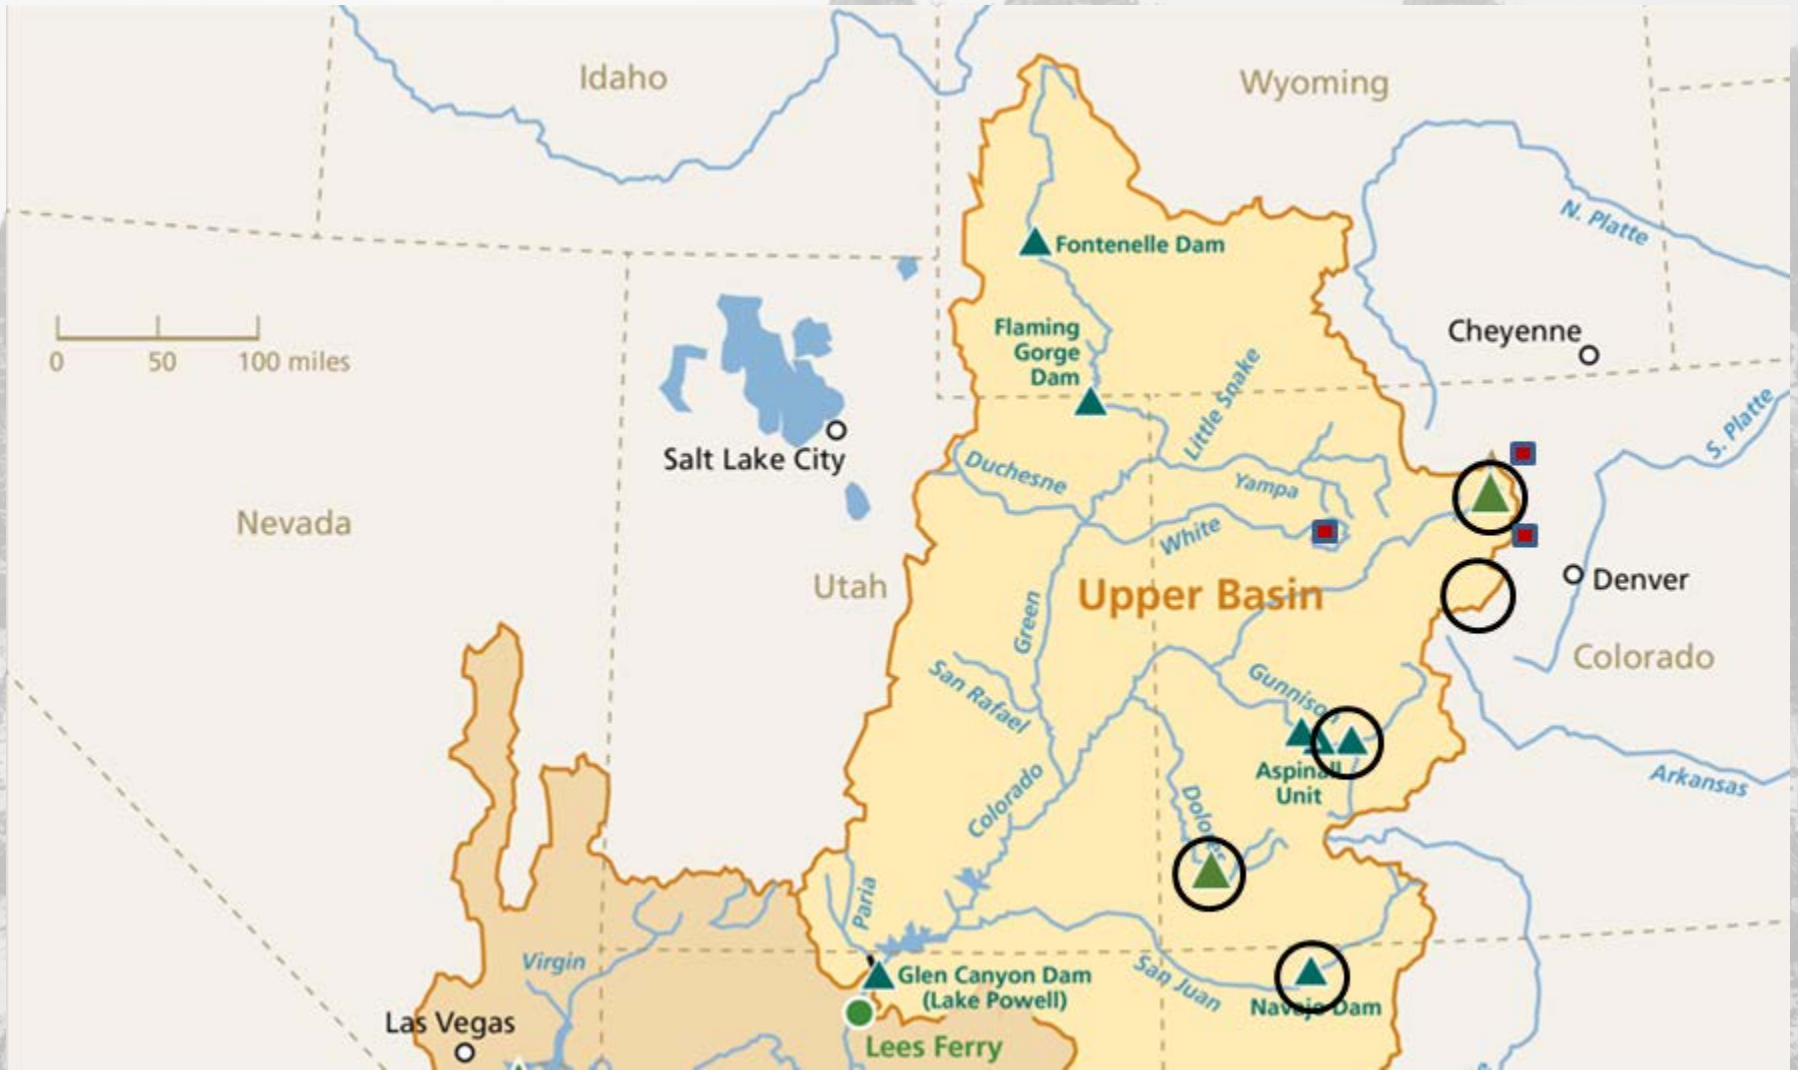 Idaho
Wyoming
N. Platte
Fontenelle Dam
Cheyenne
Flaming
Gorge
Dam
0 50 100 miles
Little Snake
S. Platte
Salt Lake City
Duchesne
Yampa
Nevada
White
Utah
Upper Basin
Denver
Green
Colorado
San Rafael
Gunnison
Aspinall
Unit
Arkansas
Colorado
Dolores
Paria
Virgin
Glen Canyon Dam
(Lake Powell)
San Juan
Navajo Dam
Las Vegas
Lees Ferry